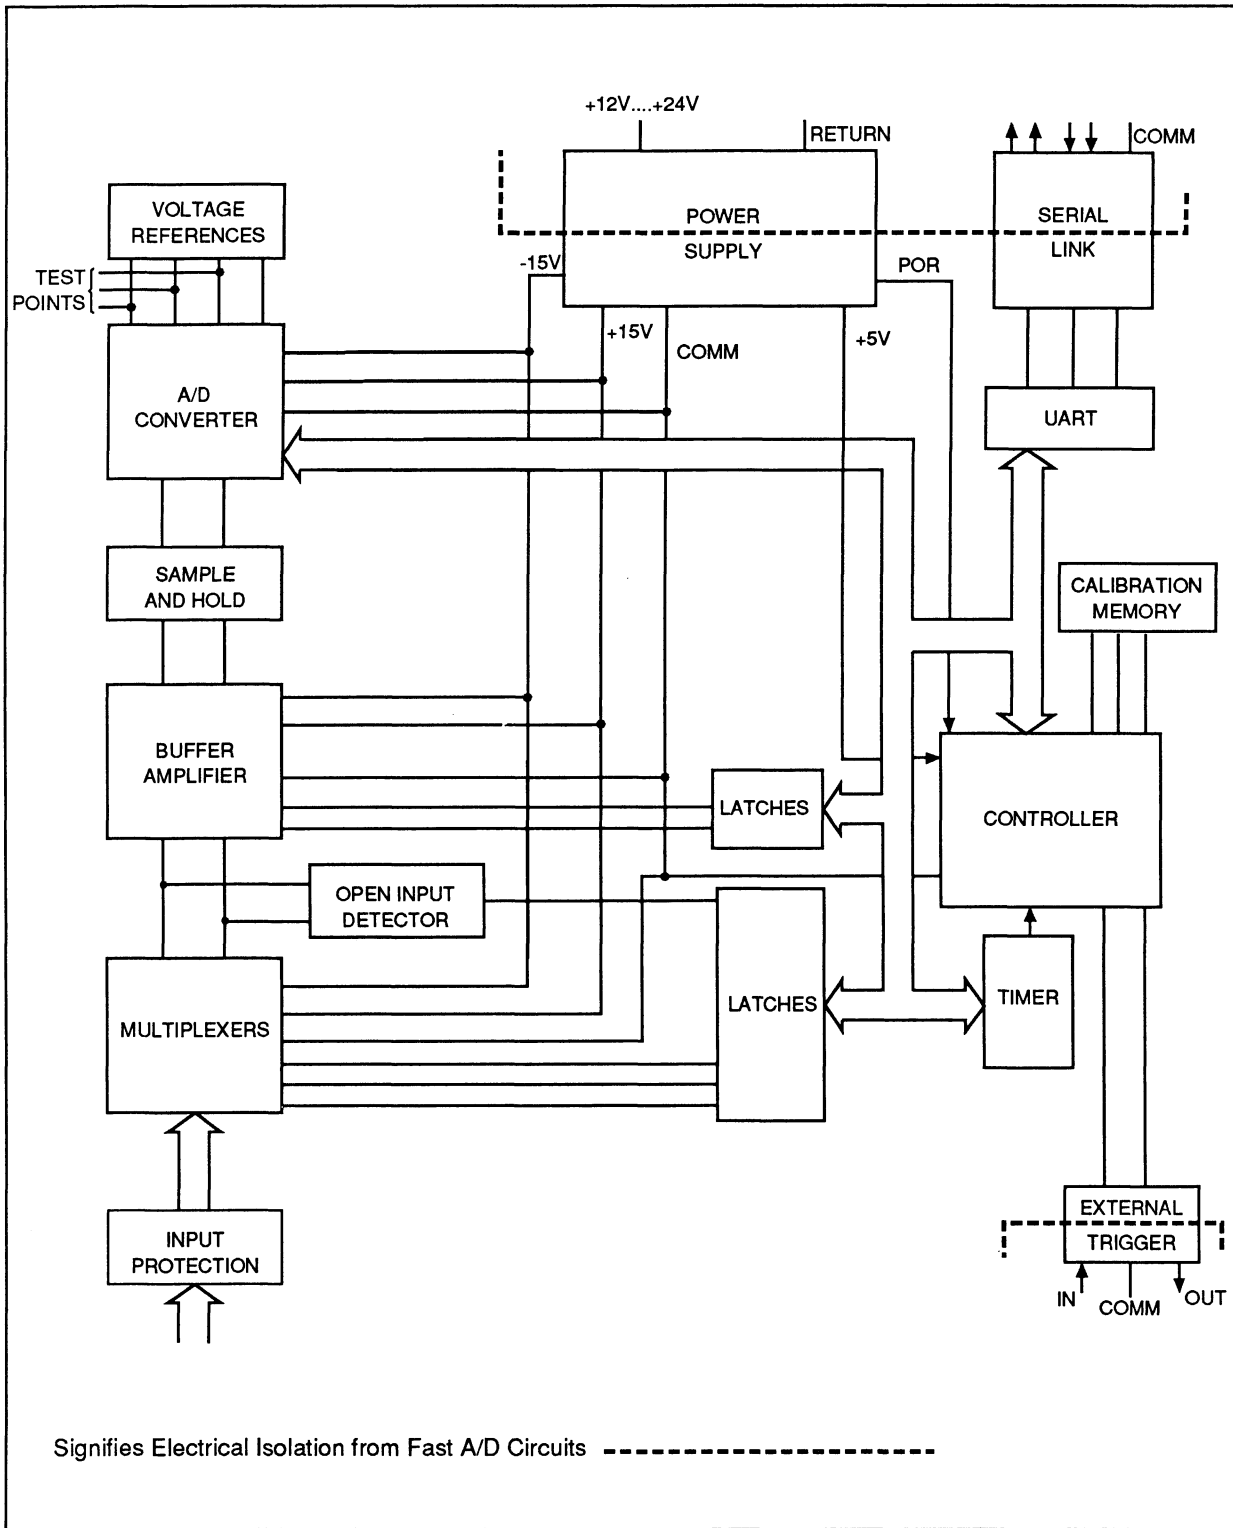 +12V....+24V
RETURN
COMM
VOLTAGE
REFERENCES
POWER
SUPPLY
SERIAL
LINK
TEST
POINTS
-15V
POR
+15V
COMM
+5V
A/D
CONVERTER
UART
SAMPLE
AND HOLD
CALIBRATION
MEMORY
BUFFER
AMPLIFIER
LATCHES
CONTROLLER
OPEN INPUT
DETECTOR
MULTIPLEXERS
LATCHES
TIMER
INPUT
PROTECTION
EXTERNAL
TRIGGER
IN
COMM
OUT
Signifies Electrical Isolation from Fast A/D Circuits